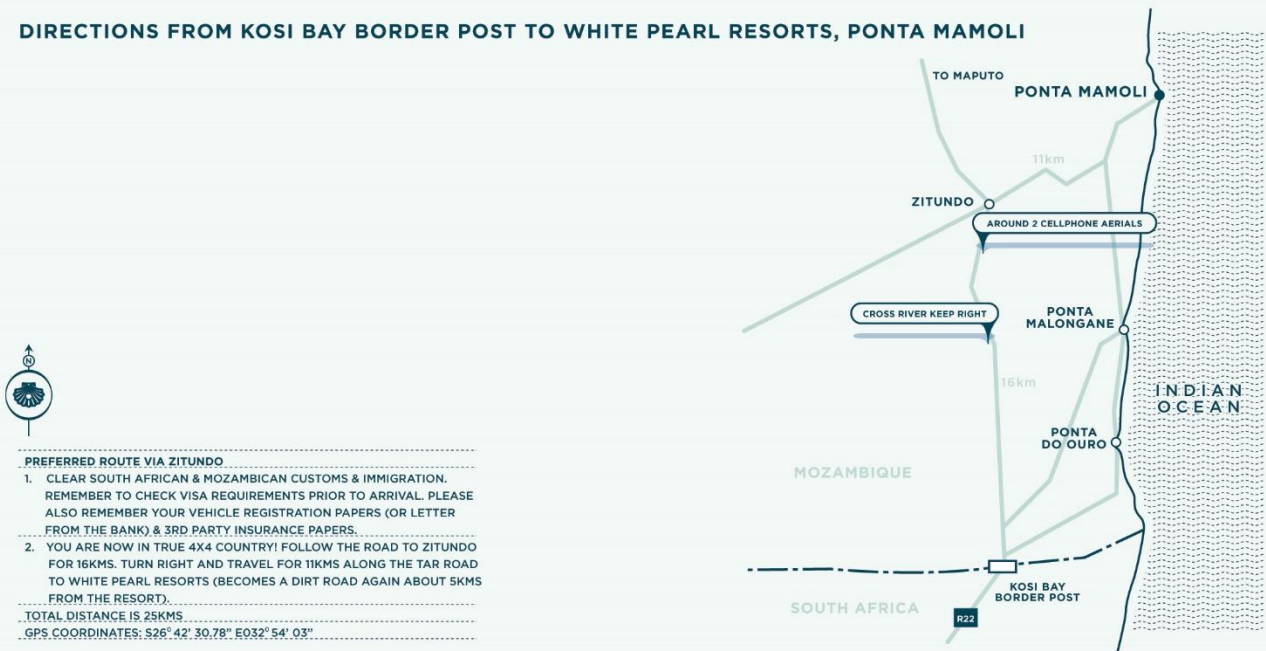 DIRECTIONS FROM KOSI BAY BORDER POST TO WHITE PEARL RESORTS, PONTA MAMOLI
TO MAPUTO
PONTA MAMOLI
11km
ZITUNDO
AROUND 2 CELLPHONE AERIALS
CROSS RIVER KEEP RIGHT
PONTA
MALONGANE
16km
INDIAN
OCEAN
PONTA
DO OURO
MOZAMBIQUE
KOSI BAY
BORDER POST
SOUTH AFRICA
R22
N
PREFERRED ROUTE VIA ZITUNDO
1. CLEAR SOUTH AFRICAN & MOZAMBICAN CUSTOMS & IMMIGRATION.
REMEMBER TO CHECK VISA REQUIREMENTS PRIOR TO ARRIVAL. PLEASE
ALSO REMEMBER YOUR VEHICLE REGISTRATION PAPERS (OR LETTER
FROM THE BANK) & 3RD PARTY INSURANCE PAPERS.
2. YOU ARE NOW IN TRUE 4X4 COUNTRY! FOLLOW THE ROAD TO ZITUNDO
FOR 16KMS. TURN RIGHT AND TRAVEL FOR 11KMS ALONG THE TAR ROAD
TO WHITE PEARL RESORTS (BECOMES A DIRT ROAD AGAIN ABOUT 5KMS
FROM THE RESORT).
TOTAL DISTANCE IS 25KMS
GPS COORDINATES: S26° 42' 30.78" E032° 54' 03"